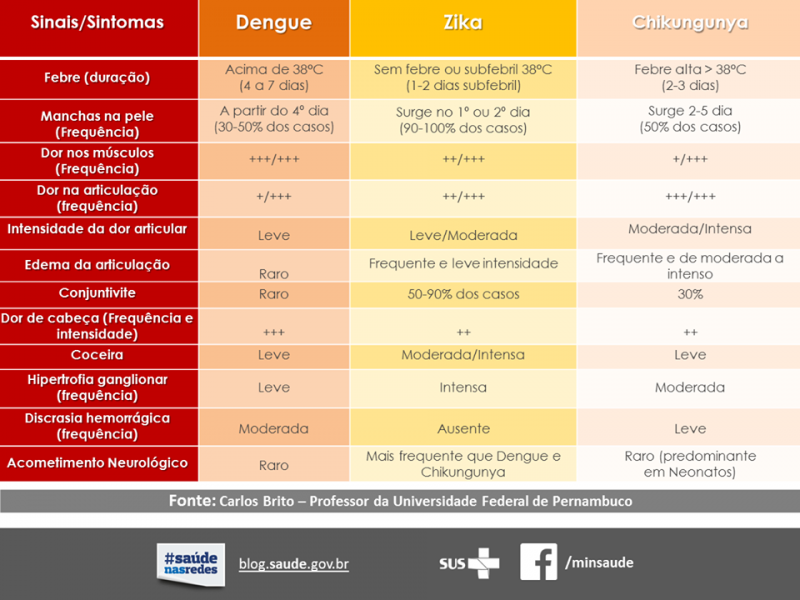 Sinais/Sintomas Dengue Zika Chikungunya
Febre (duração)
Acima de 38ºC
(4 a 7 dias)
Sem febre ou subfebril 38ºC
(1-2 dias subfebril)
Febre alta > 38ºC
(2-3 dias)
Manchas na pele
(Frequência)
A partir do 4º dia
(30-50% dos casos)
Surge no 1º ou 2º dia
(90-100% dos casos)
Surge 2-5 dia
(50% dos casos)
Dor nos músculos
(Frequência)
+++/+++
++/+++
+/+++
Dor na articulação
(frequência)
+/+++
++/+++
+++/+++
Intensidade da dor articular
Leve
Leve/Moderada
Moderada/Intensa
Edema da articulação
Raro
Frequente e leve intensidade
Frequente e de moderada a
intenso
Conjuntivite
Raro
50-90% dos casos
30%
Dor de cabeça (Frequência e
intensidade)
+++
++
++
Coceira
Leve
Moderada/Intensa
Leve
Hipertrofia ganglionar
(frequência)
Leve
Intensa
Moderada
Discrasia hemorrágica
(frequência)
Moderada
Ausente
Leve
Acometimento Neurológico
Raro
Mais frequente que Dengue e
Chikungunya
Raro (predominante
em Neonatos)
Fonte: Carlos Brito – Professor da Universidade Federal de Pernambuco
#saúde
nasredes
blog.saude.gov.br
SUS
f
/minsaude